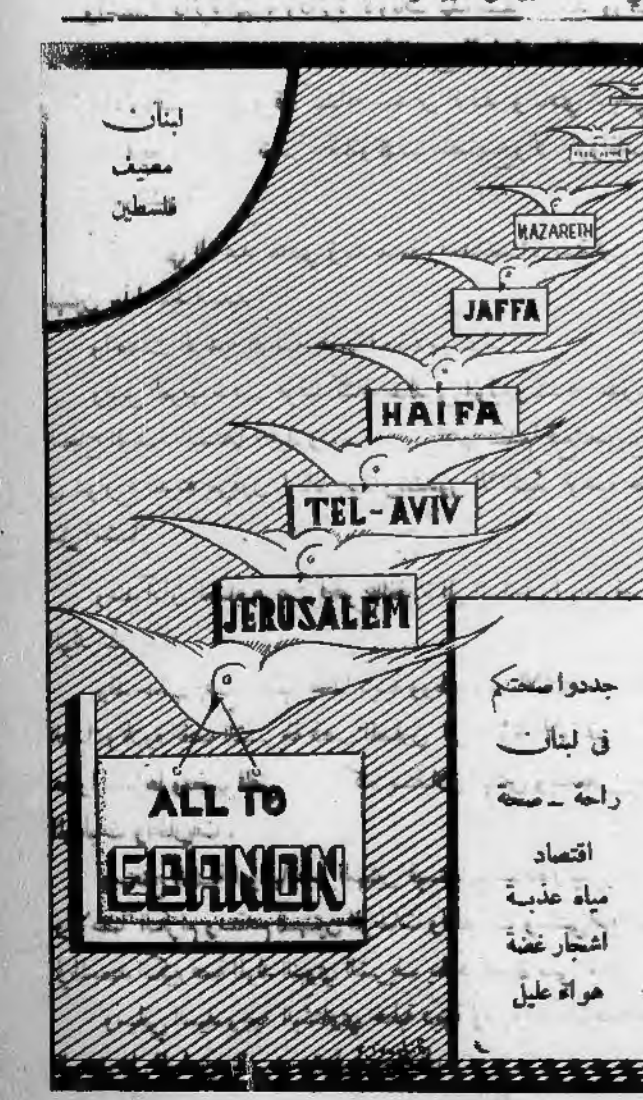 لبنان
مصيف
فلسطين
NAZARETH
JAFFA
HAIFA
TEL-AVIV
JERUSALEM
ALL TO
LEBANON
جددوا صحتكم
فى لبنان
راحة ـ صحة
اقتصاد
مياه عذبة
اشجار غضة
هواء عليل